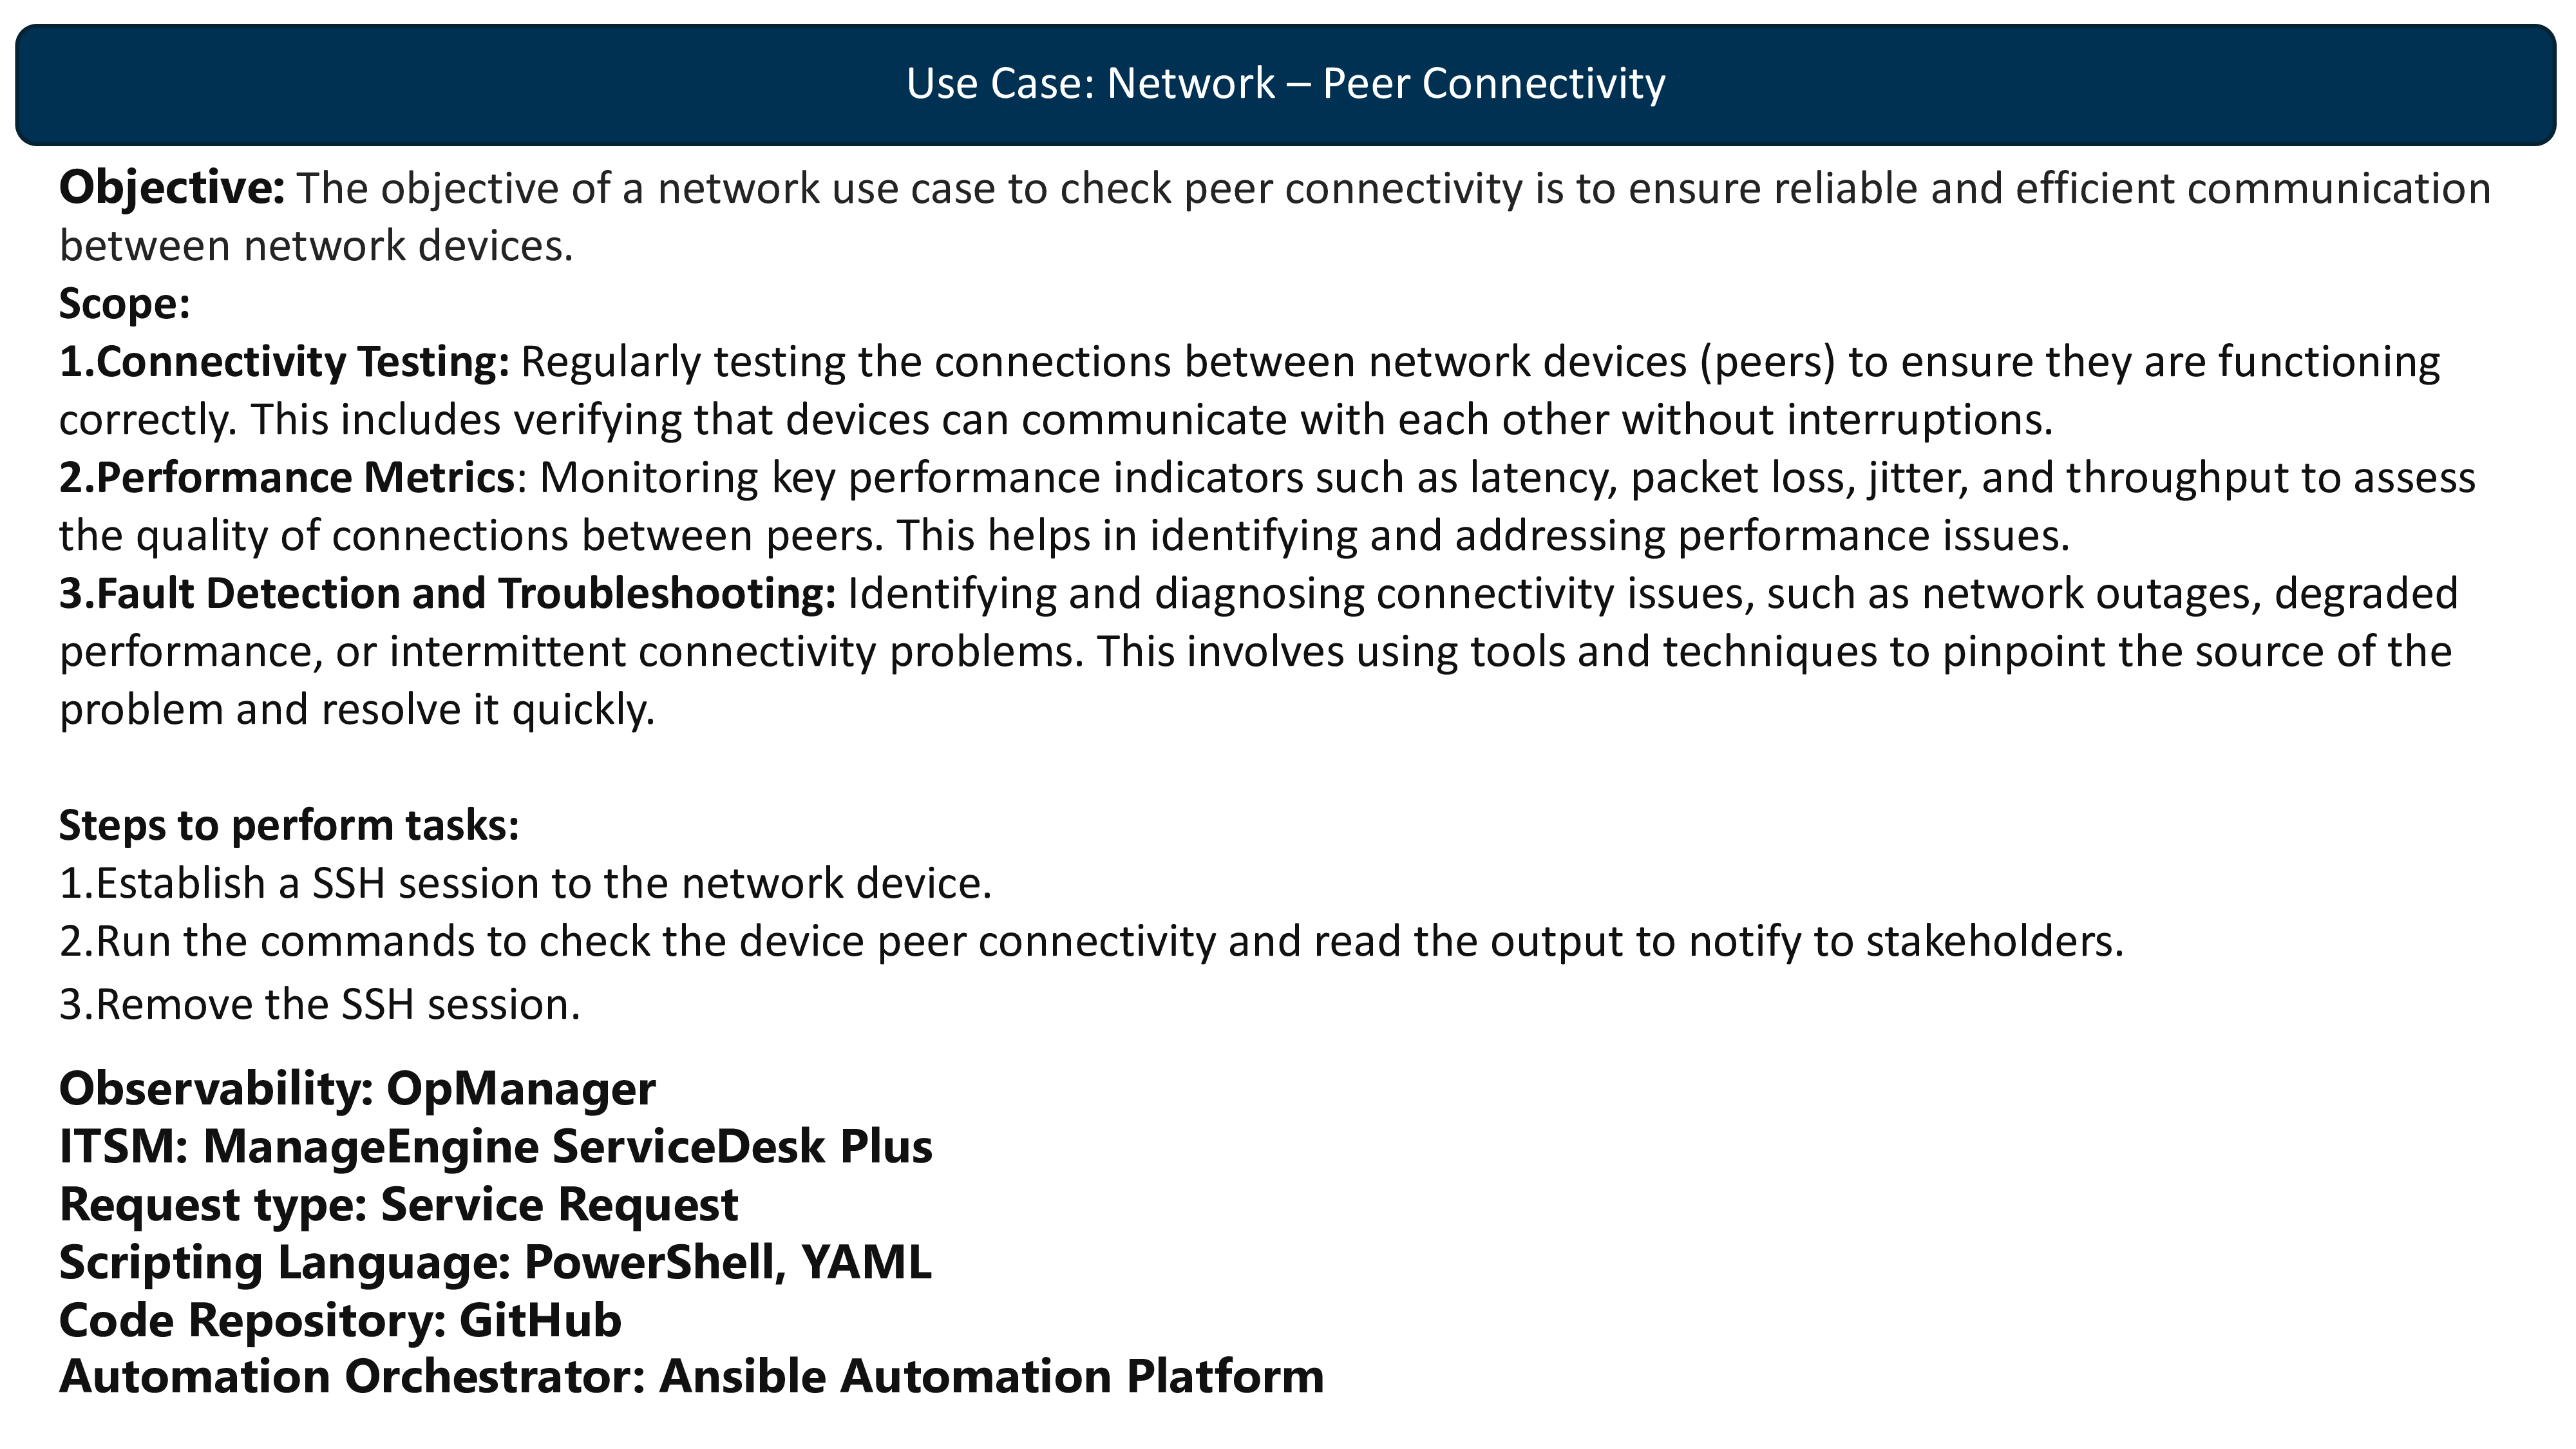 Use Case: Network – Peer Connectivity
Objective: The objective of a network use case to check peer connectivity is to ensure reliable and efficient communication
between network devices.
Scope:
1.Connectivity Testing: Regularly testing the connections between network devices (peers) to ensure they are functioning
correctly. This includes verifying that devices can communicate with each other without interruptions.
2.Performance Metrics: Monitoring key performance indicators such as latency, packet loss, jitter, and throughput to assess
the quality of connections between peers. This helps in identifying and addressing performance issues.
3.Fault Detection and Troubleshooting: Identifying and diagnosing connectivity issues, such as network outages, degraded
performance, or intermittent connectivity problems. This involves using tools and techniques to pinpoint the source of the
problem and resolve it quickly.
Steps to perform tasks:
1.Establish a SSH session to the network device.
2.Run the commands to check the device peer connectivity and read the output to notify to stakeholders.
3.Remove the SSH session.
Observability: OpManager
ITSM: ManageEngine ServiceDesk Plus
Request type: Service Request
Scripting Language: PowerShell, YAML
Code Repository: GitHub
Automation Orchestrator: Ansible Automation Platform